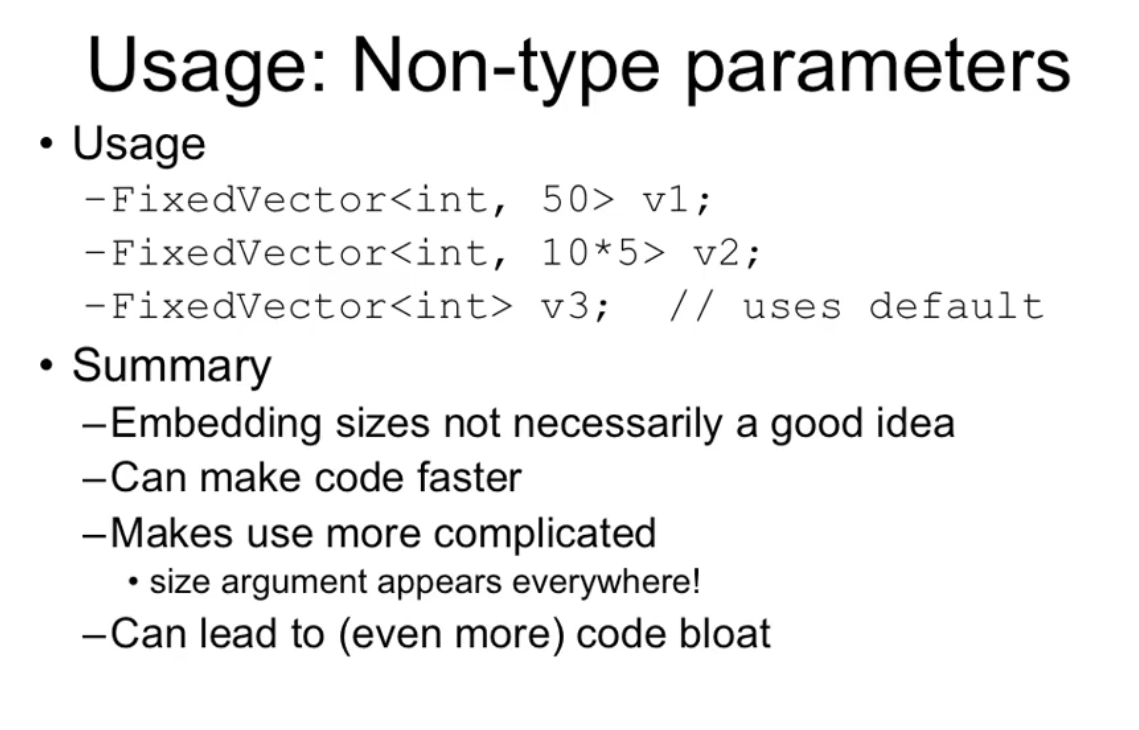 Usage: Non-type parameters
• Usage
–FixedVector<int, 50> v1;
–FixedVector<int, 10*5> v2;
–FixedVector<int> v3;  // uses default
• Summary
–Embedding sizes not necessarily a good idea
–Can make code faster
–Makes use more complicated
• size argument appears everywhere!
–Can lead to (even more) code bloat